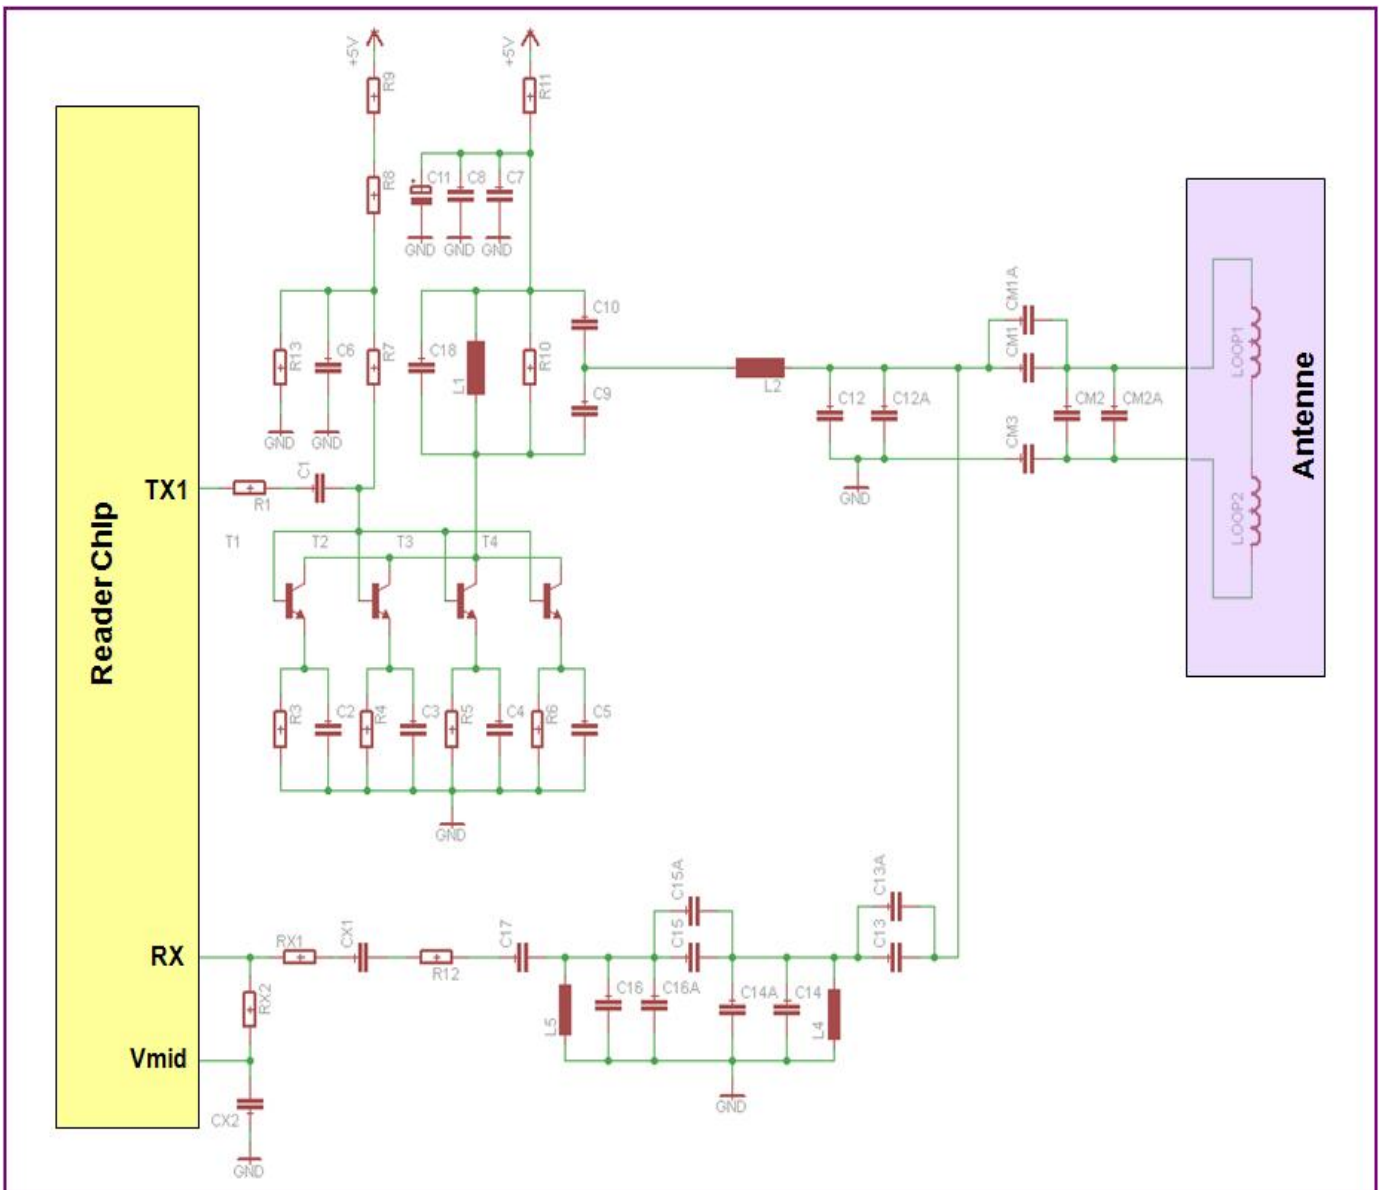 +5V
+5V
R9
R11
R8
C11
C8
C7
GND
GND
GND
C10
CM1A
R13
C6
R7
C18
L1
R10
CM1
LOOP1
L2
C9
C12
C12A
CM2
CM2A
GND
GND
CM3
Antenne
C1
TX1
R1
GND
LOOP2
T1
T2
T3
T4
Reader Chip
R3
C2
R4
C3
R5
C4
R6
C5
GND
C15A
C13A
RX
RX1
CX1
R12
C17
C15
C13
RX2
L5
C16
C16A
C14A
C14
L4
Vmid
CX2
GND
GND